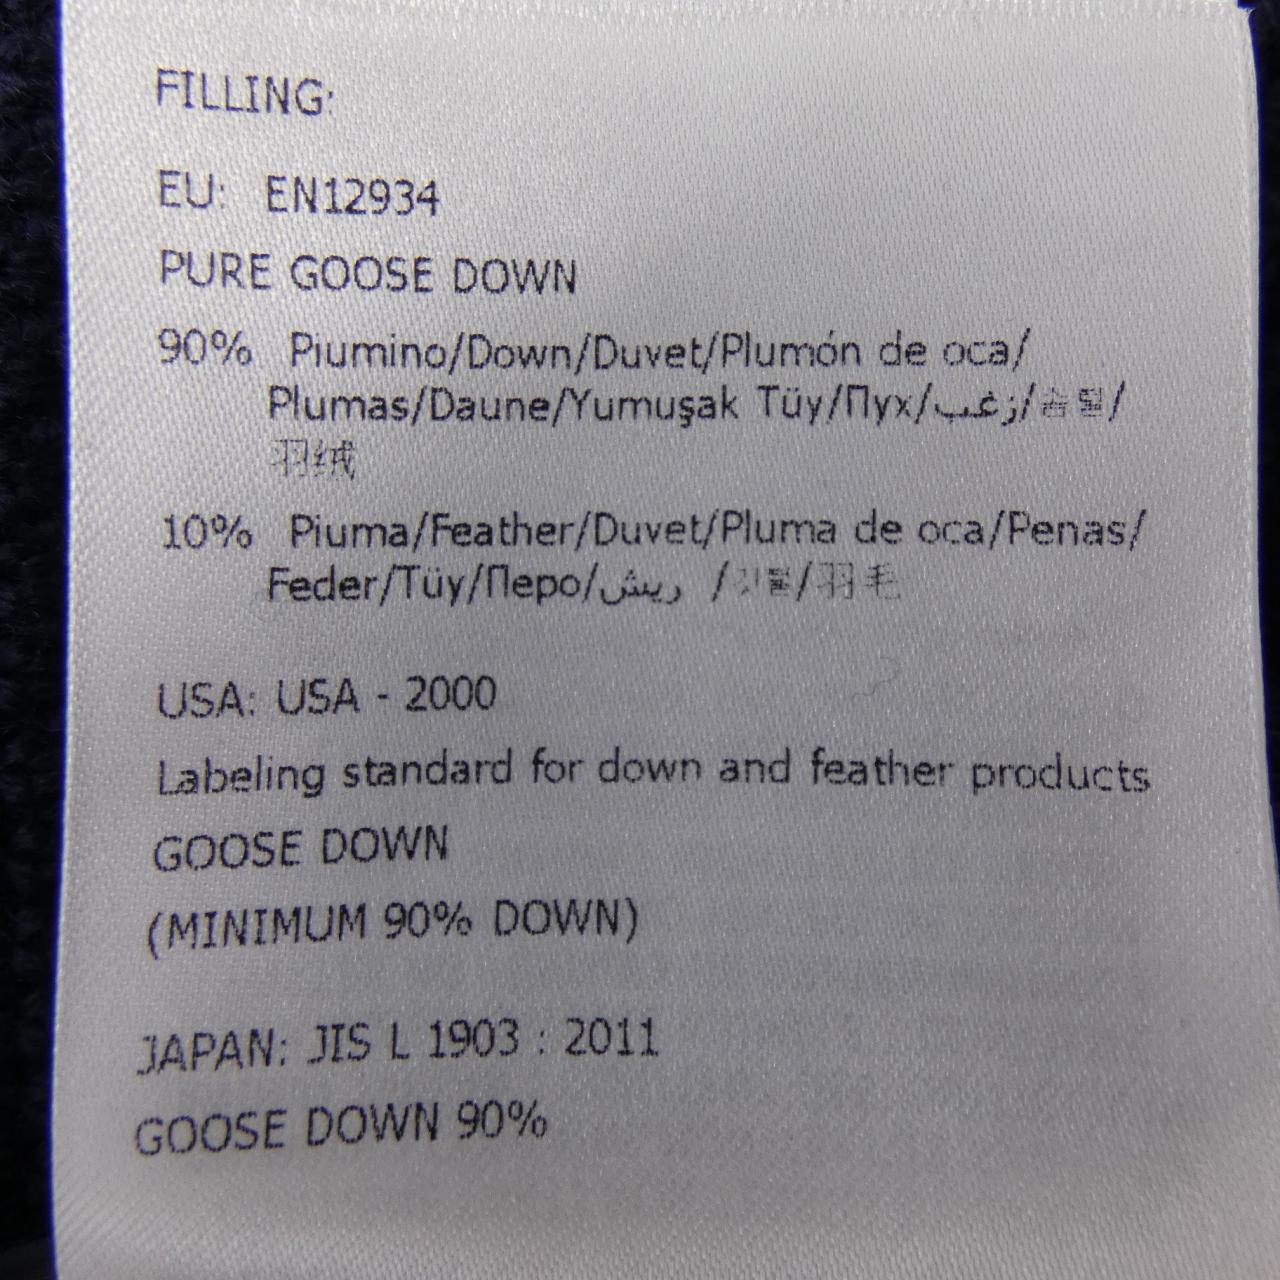 FILLING:
EU: EN12934
PURE GOOSE DOWN
90% Piumino/Down/Duvet/Plumón de oca/
Plumas/Daune/Yumuşak Tüy/Пух/زغب/솜털/
羽绒
10% Piuma/Feather/Duvet/Pluma de oca/Penas/
Feder/Tüy/Перо/ريش /깃털/羽毛
USA: USA - 2000
Labeling standard for down and feather products
GOOSE DOWN
(MINIMUM 90% DOWN)
JAPAN: JIS L 1903 : 2011
GOOSE DOWN 90%